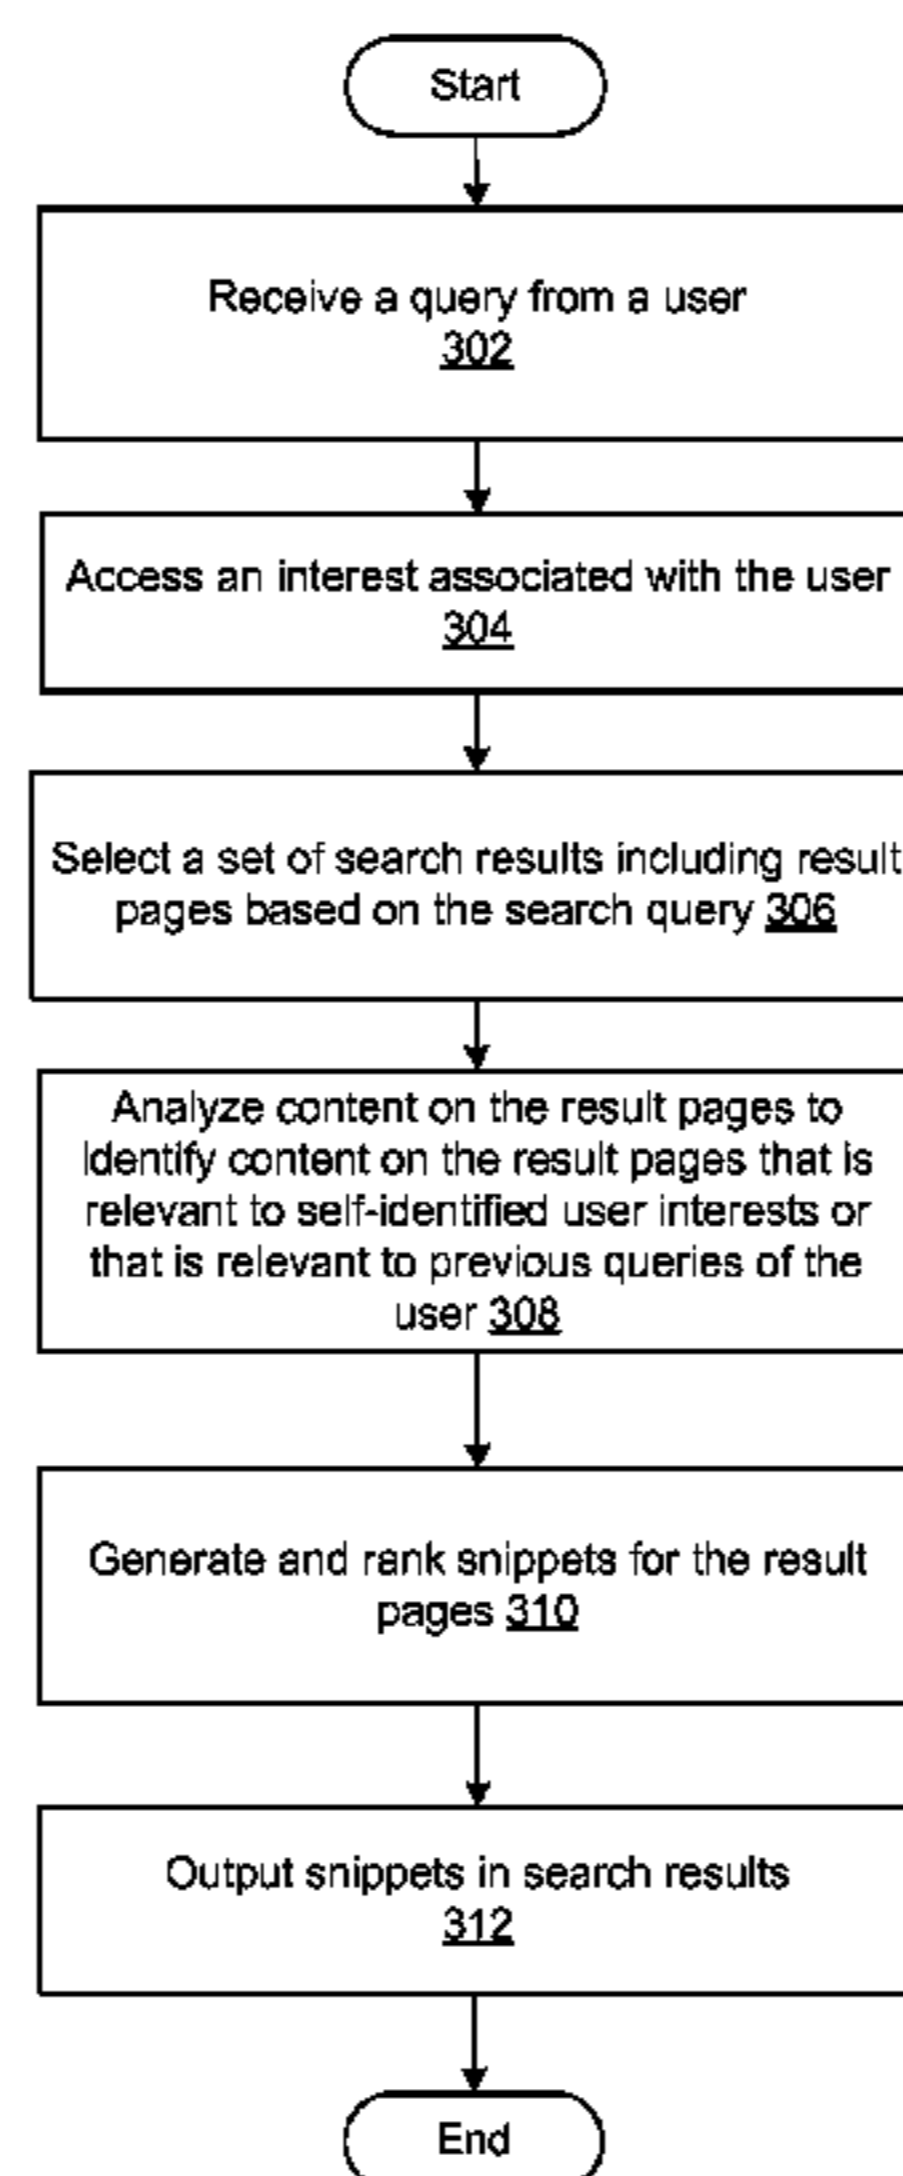 Start
Receive a query from a user
302
Access an interest associated with the user
304
Select a set of search results including result
pages based on the search query 306
Analyze content on the result pages to
identify content on the result pages that is
relevant to self-identified user interests or
that is relevant to previous queries of the
user 308
Generate and rank snippets for the result
pages 310
Output snippets in search results
312
End